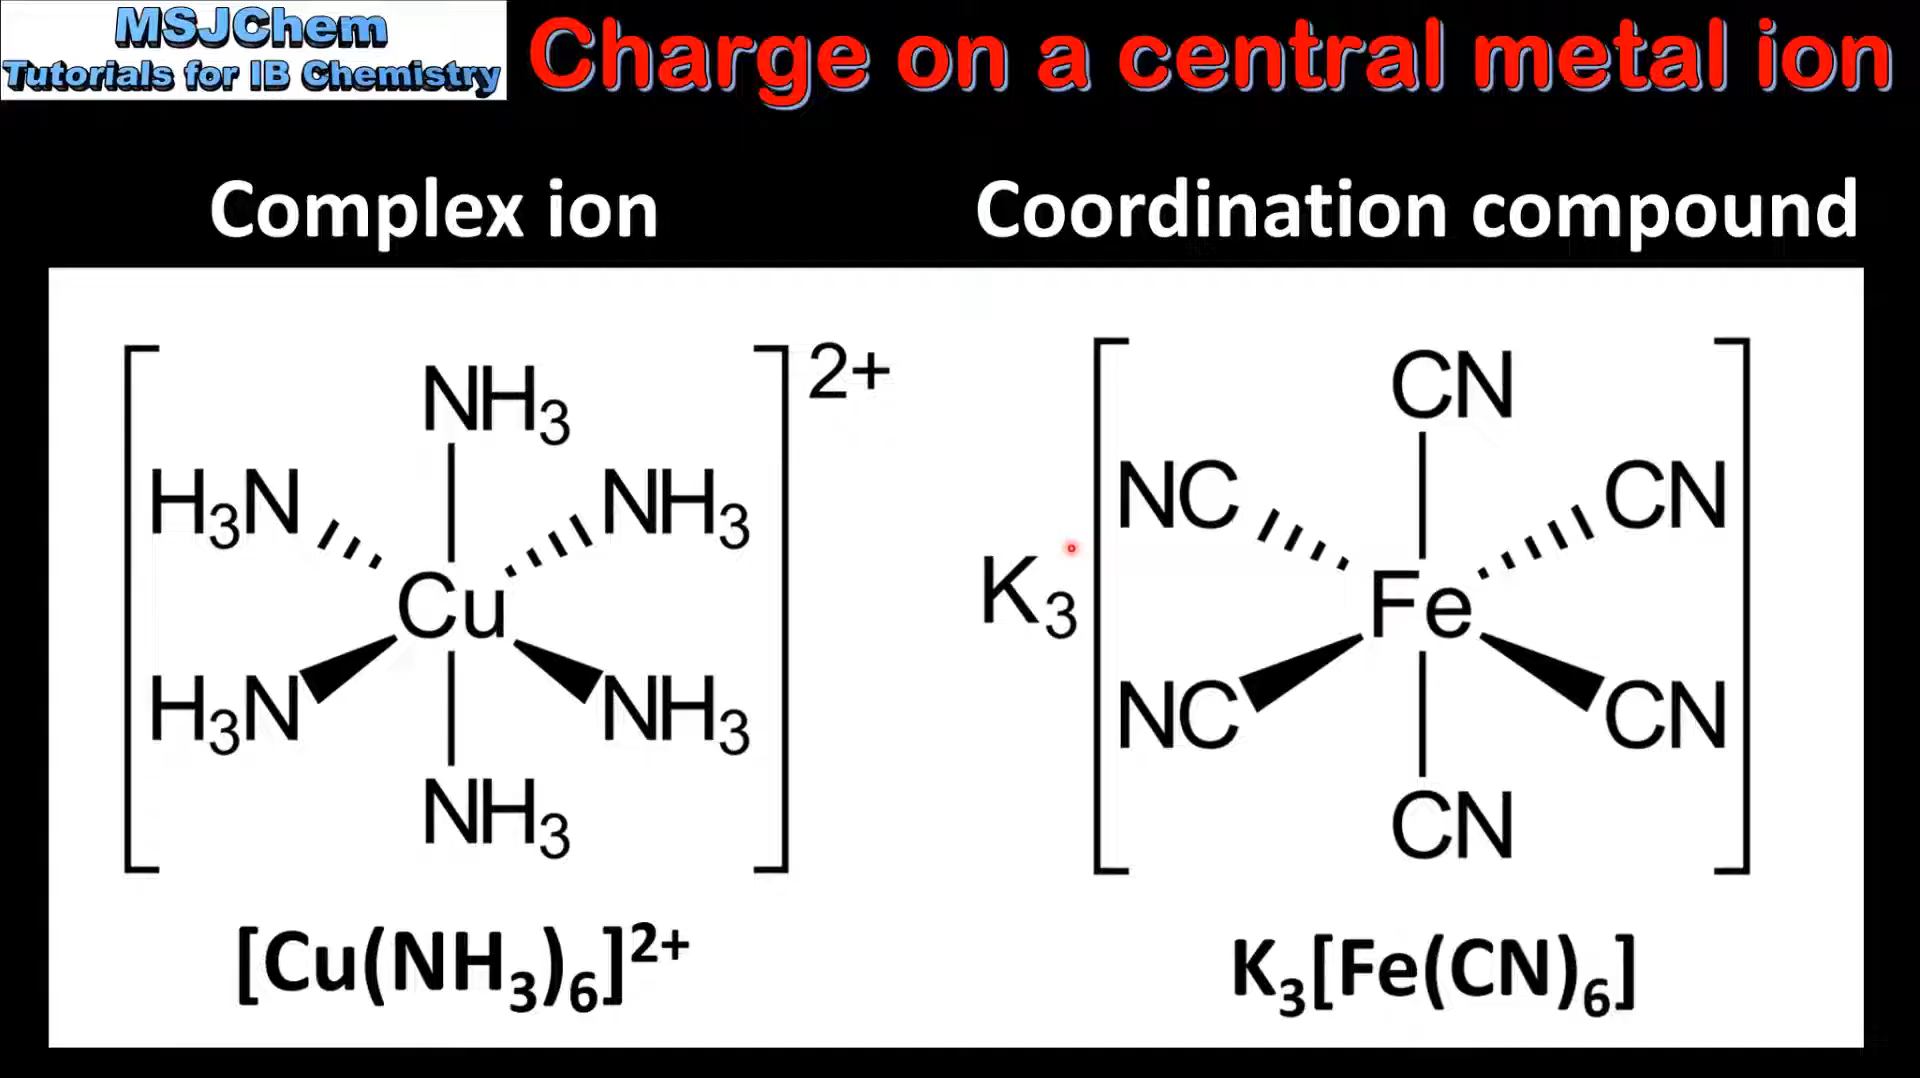 MSJChem
Tutorials for IB Chemistry
Charge on a central metal ion
Complex ion
Coordination compound
NH₃
2+
H₃N
NH₃
Cu
H₃N
NH₃
NH₃
[Cu(NH₃)₆]²⁺
CN
NC
CN
K₃
Fe
NC
CN
CN
K₃[Fe(CN)₆]